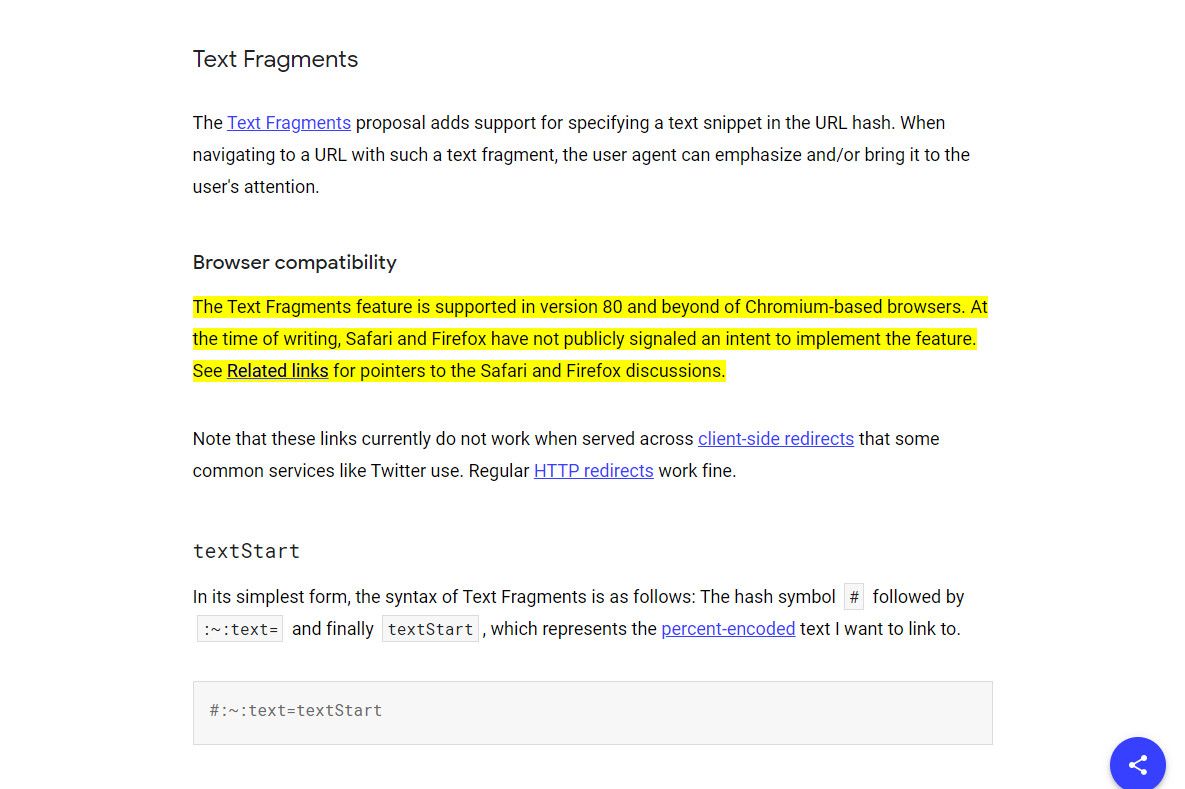 Text Fragments
The Text Fragments proposal adds support for specifying a text snippet in the URL hash. When
navigating to a URL with such a text fragment, the user agent can emphasize and/or bring it to the
user's attention.
Browser compatibility
The Text Fragments feature is supported in version 80 and beyond of Chromium-based browsers. At
the time of writing, Safari and Firefox have not publicly signaled an intent to implement the feature.
See Related links for pointers to the Safari and Firefox discussions.
Note that these links currently do not work when served across client-side redirects that some
common services like Twitter use. Regular HTTP redirects work fine.
textStart
In its simplest form, the syntax of Text Fragments is as follows: The hash symbol # followed by
:~:text= and finally textStart, which represents the percent-encoded text I want to link to.
#:~:text=textStart